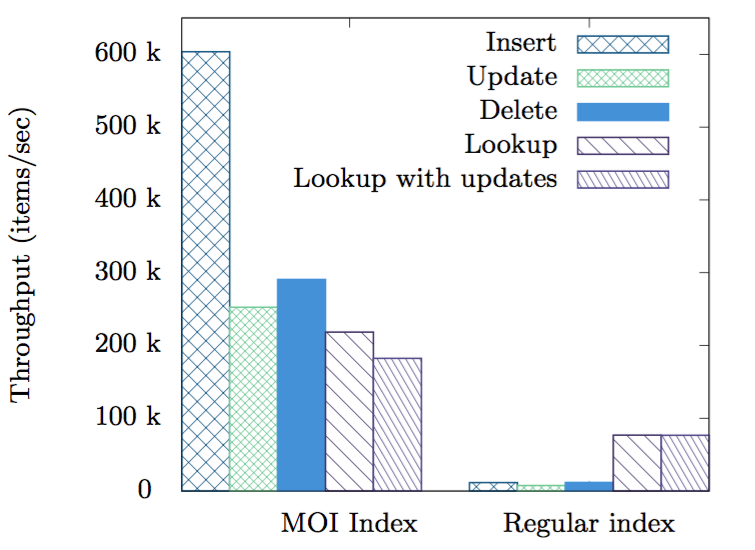 Throughput (items/sec)
600 k
500 k
400 k
300 k
200 k
100 k
0
Insert
Update
Delete
Lookup
Lookup with updates
MOI Index
Regular index